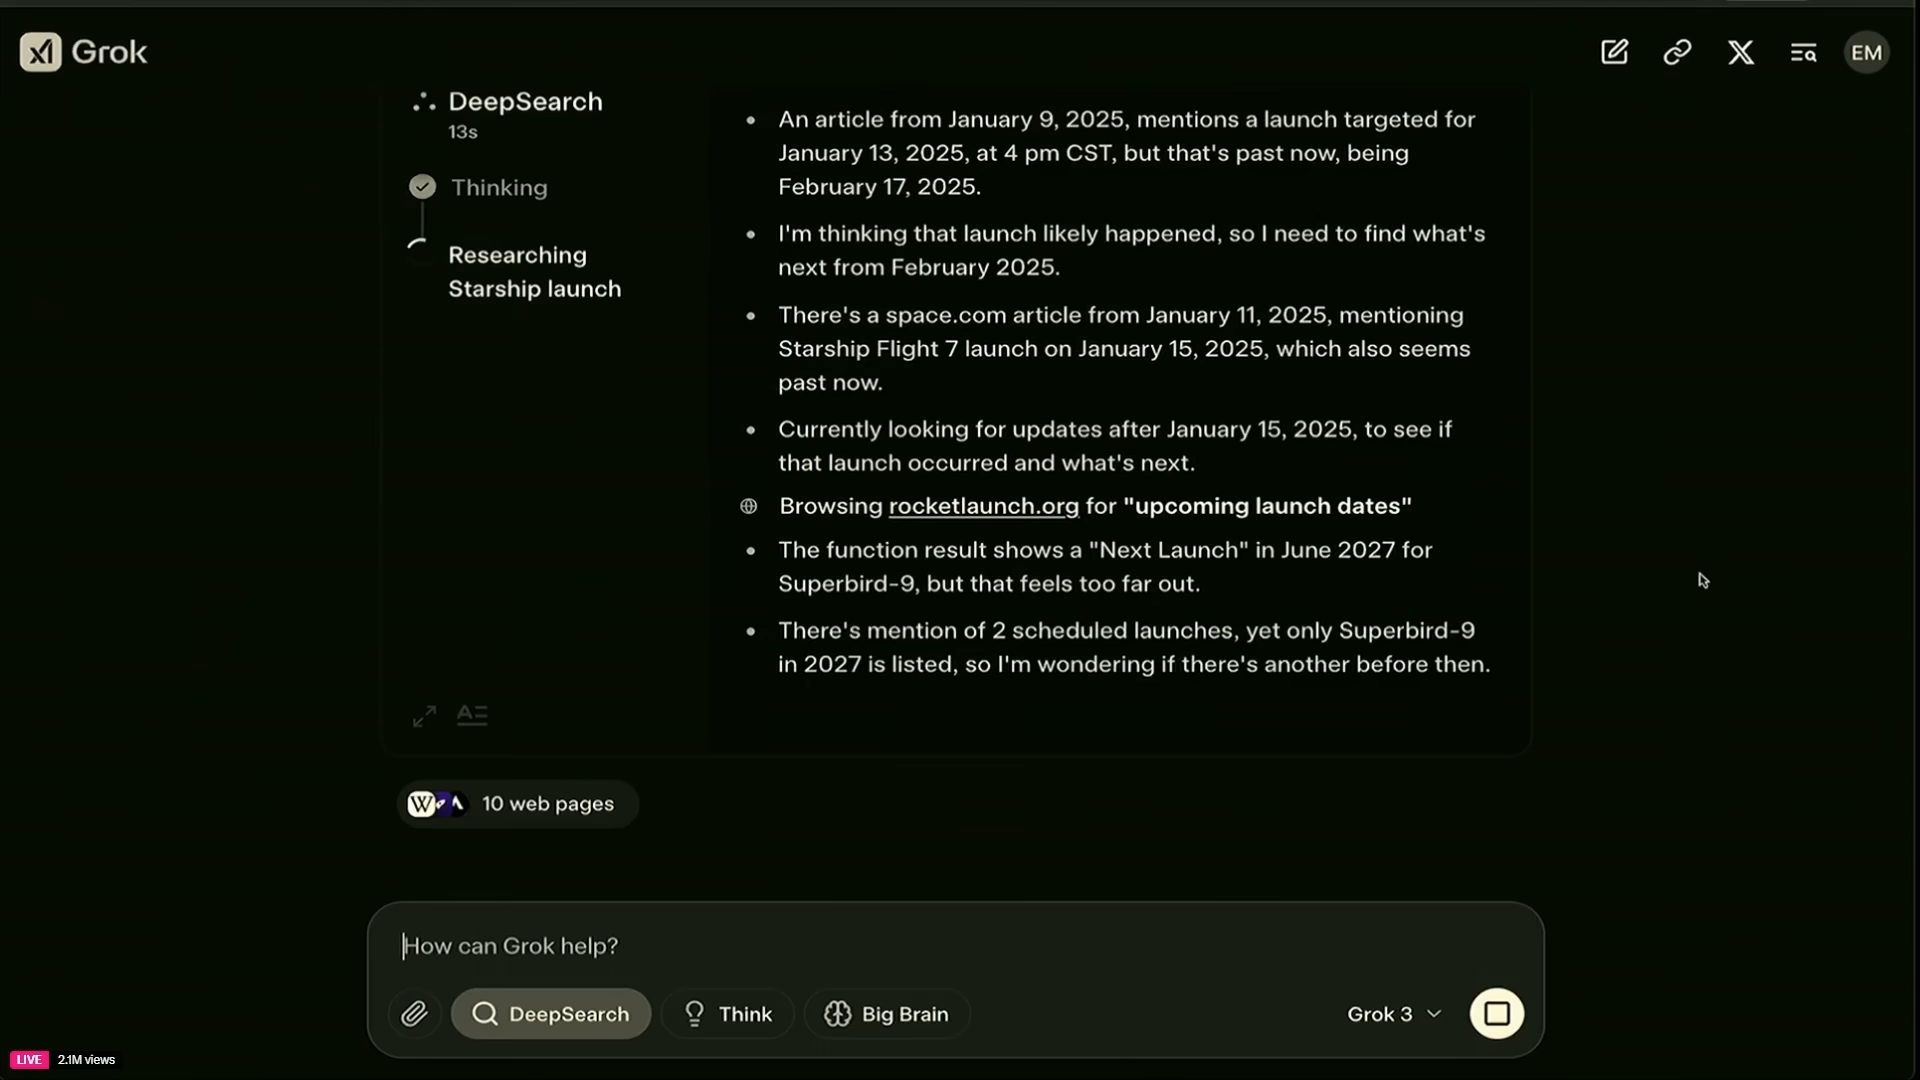 Grok
EM
DeepSearch
13s
Thinking
Researching
Starship launch
An article from January 9, 2025, mentions a launch targeted for
January 13, 2025, at 4 pm CST, but that's past now, being
February 17, 2025.
I'm thinking that launch likely happened, so I need to find what's
next from February 2025.
There's a space.com article from January 11, 2025, mentioning
Starship Flight 7 launch on January 15, 2025, which also seems
past now.
Currently looking for updates after January 15, 2025, to see if
that launch occurred and what's next.
Browsing rocketlaunch.org for "upcoming launch dates"
The function result shows a "Next Launch" in June 2027 for
Superbird-9, but that feels too far out.
There's mention of 2 scheduled launches, yet only Superbird-9
in 2027 is listed, so I'm wondering if there's another before then.
W 10 web pages
How can Grok help?
DeepSearch Think Big Brain Grok 3
LIVE 2.1M views